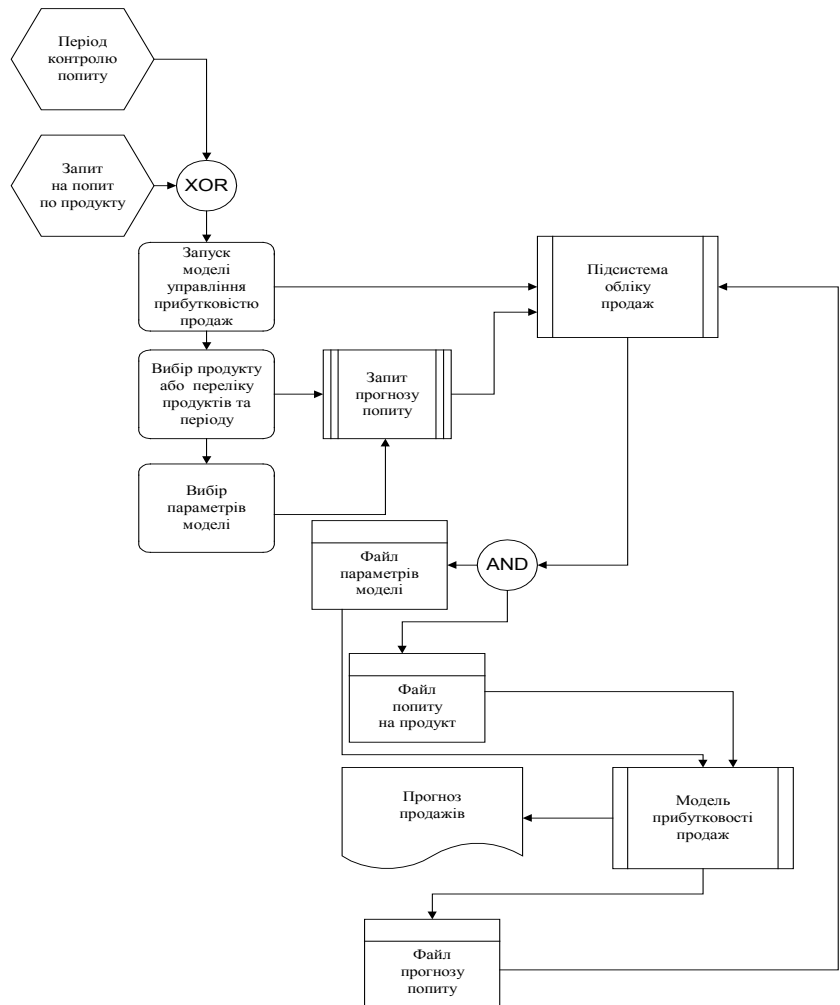 Період
контролю
попиту
Запит
на попит
по продукту
XOR
Запуск
моделі
управління
прибутковістю
продаж
Підсистема
обліку
продаж
Вибір продукту
або переліку
продуктів та
періоду
Запит
прогнозу
попиту
Вибір
параметрів
моделі
Файл
параметрів
моделі
AND
Файл
попиту
на продукт
Прогноз
продажів
Модель
прибутковості
продаж
Файл
прогнозу
попиту